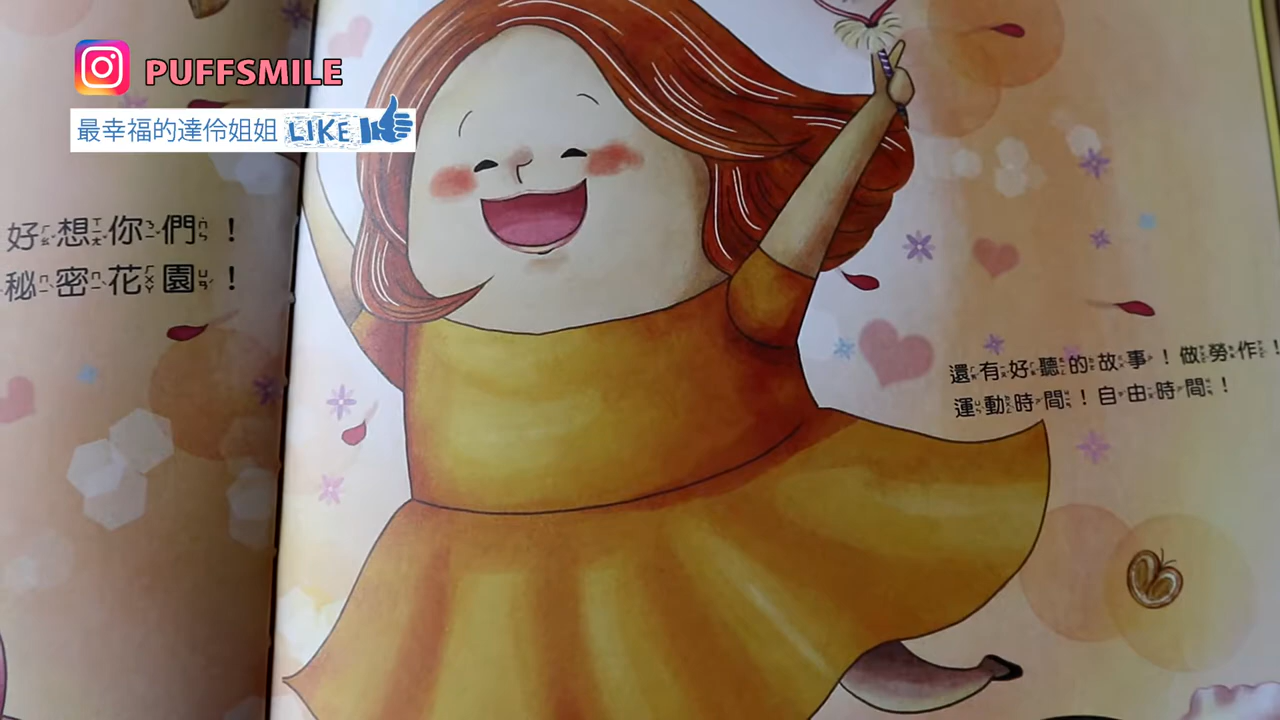 PUFFSMILE
最幸福的達伶姐姐 LIKE
好想你們！
秘密花園！
還有好聽的故事！做勞作！
運動時間！自由時間！